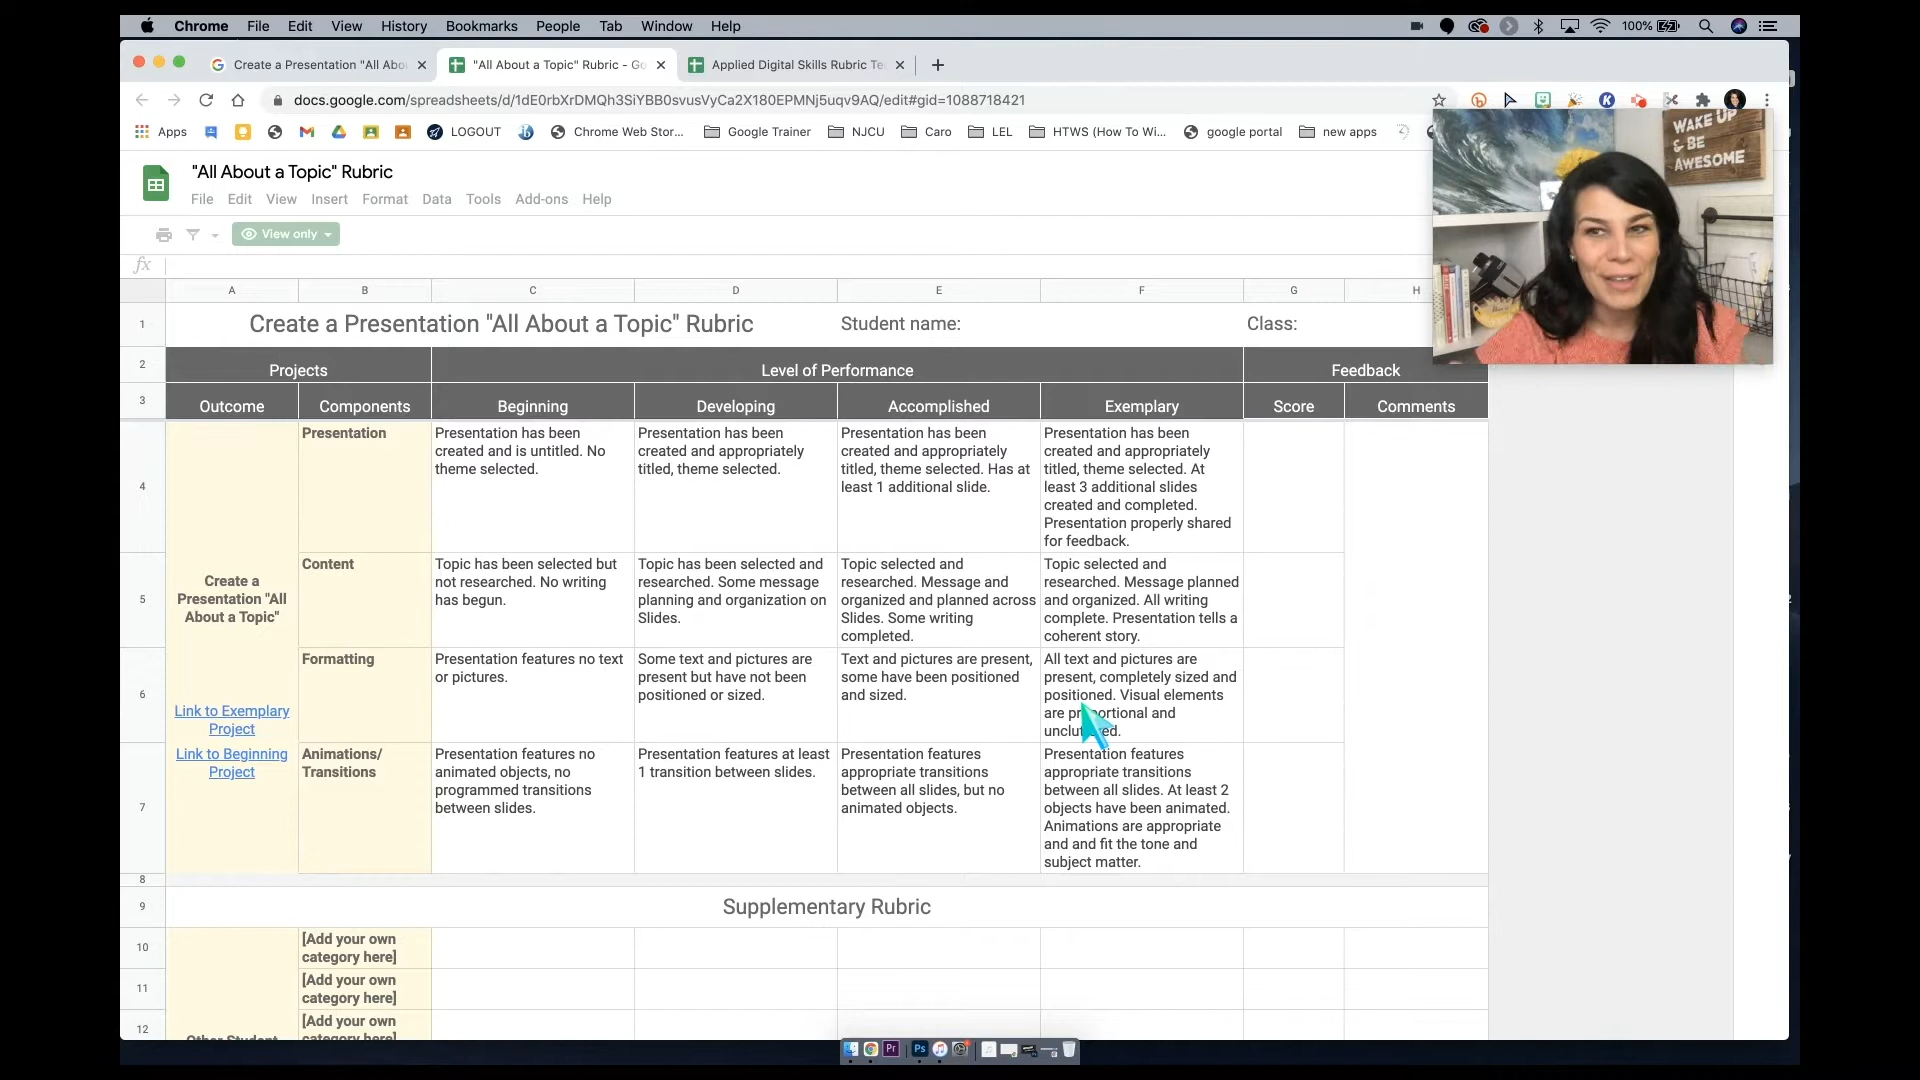 Chrome File Edit View History Bookmarks People Tab Window Help
100%
Create a Presentation "All Abou
"All About a Topic" Rubric - Go
Applied Digital Skills Rubric Te
docs.google.com/spreadsheets/d/1dE0rbXrDMQh3SiYBB0svusVyCa2X180EPMNj5uqv9AQ/edit#gid=1088718421
Apps LOGOUT Chrome Web Stor... Google Trainer NJCU Caro LEL HTWS (How To Wi... google portal new apps
WAKE UP
& BE
AWESOME
"All About a Topic" Rubric
File Edit View Insert Format Data Tools Add-ons Help
View only
fx
A B C D E F G H
1 Create a Presentation "All About a Topic" Rubric Student name: Class:
2 Projects Level of Performance Feedback
3 Outcome Components Beginning Developing Accomplished Exemplary Score Comments
4
Create a
Presentation "All
About a Topic"
Link to Exemplary
Project
Link to Beginning
Project
Presentation
Presentation has been
created and is untitled. No
theme selected.
Presentation has been
created and appropriately
titled, theme selected.
Presentation has been
created and appropriately
titled, theme selected. Has at
least 1 additional slide.
Presentation has been
created and appropriately
titled, theme selected. At
least 3 additional slides
created and completed.
Presentation properly shared
for feedback.
5
Content
Topic has been selected but
not researched. No writing
has begun.
Topic has been selected and
researched. Some message
planning and organization on
Slides.
Topic selected and
researched. Message and
organized and planned across
Slides. Some writing
completed.
Topic selected and
researched. Message planned
and organized. All writing
complete. Presentation tells a
coherent story.
6
Formatting
Presentation features no text
or pictures.
Some text and pictures are
present but have not been
positioned or sized.
Text and pictures are present,
some have been positioned
and sized.
All text and pictures are
present, completely sized and
positioned. Visual elements
are proportional and
uncluttered.
7
Animations/
Transitions
Presentation features no
animated objects, no
programmed transitions
between slides.
Presentation features at least
1 transition between slides.
Presentation features
appropriate transitions
between all slides, but no
animated objects.
Presentation features
appropriate transitions
between all slides. At least 2
objects have been animated.
Animations are appropriate
and and fit the tone and
subject matter.
8
9 Supplementary Rubric
10
[Add your own
category here]
11
[Add your own
category here]
12
[Add your own
category here]
Other Student
Pr Ps